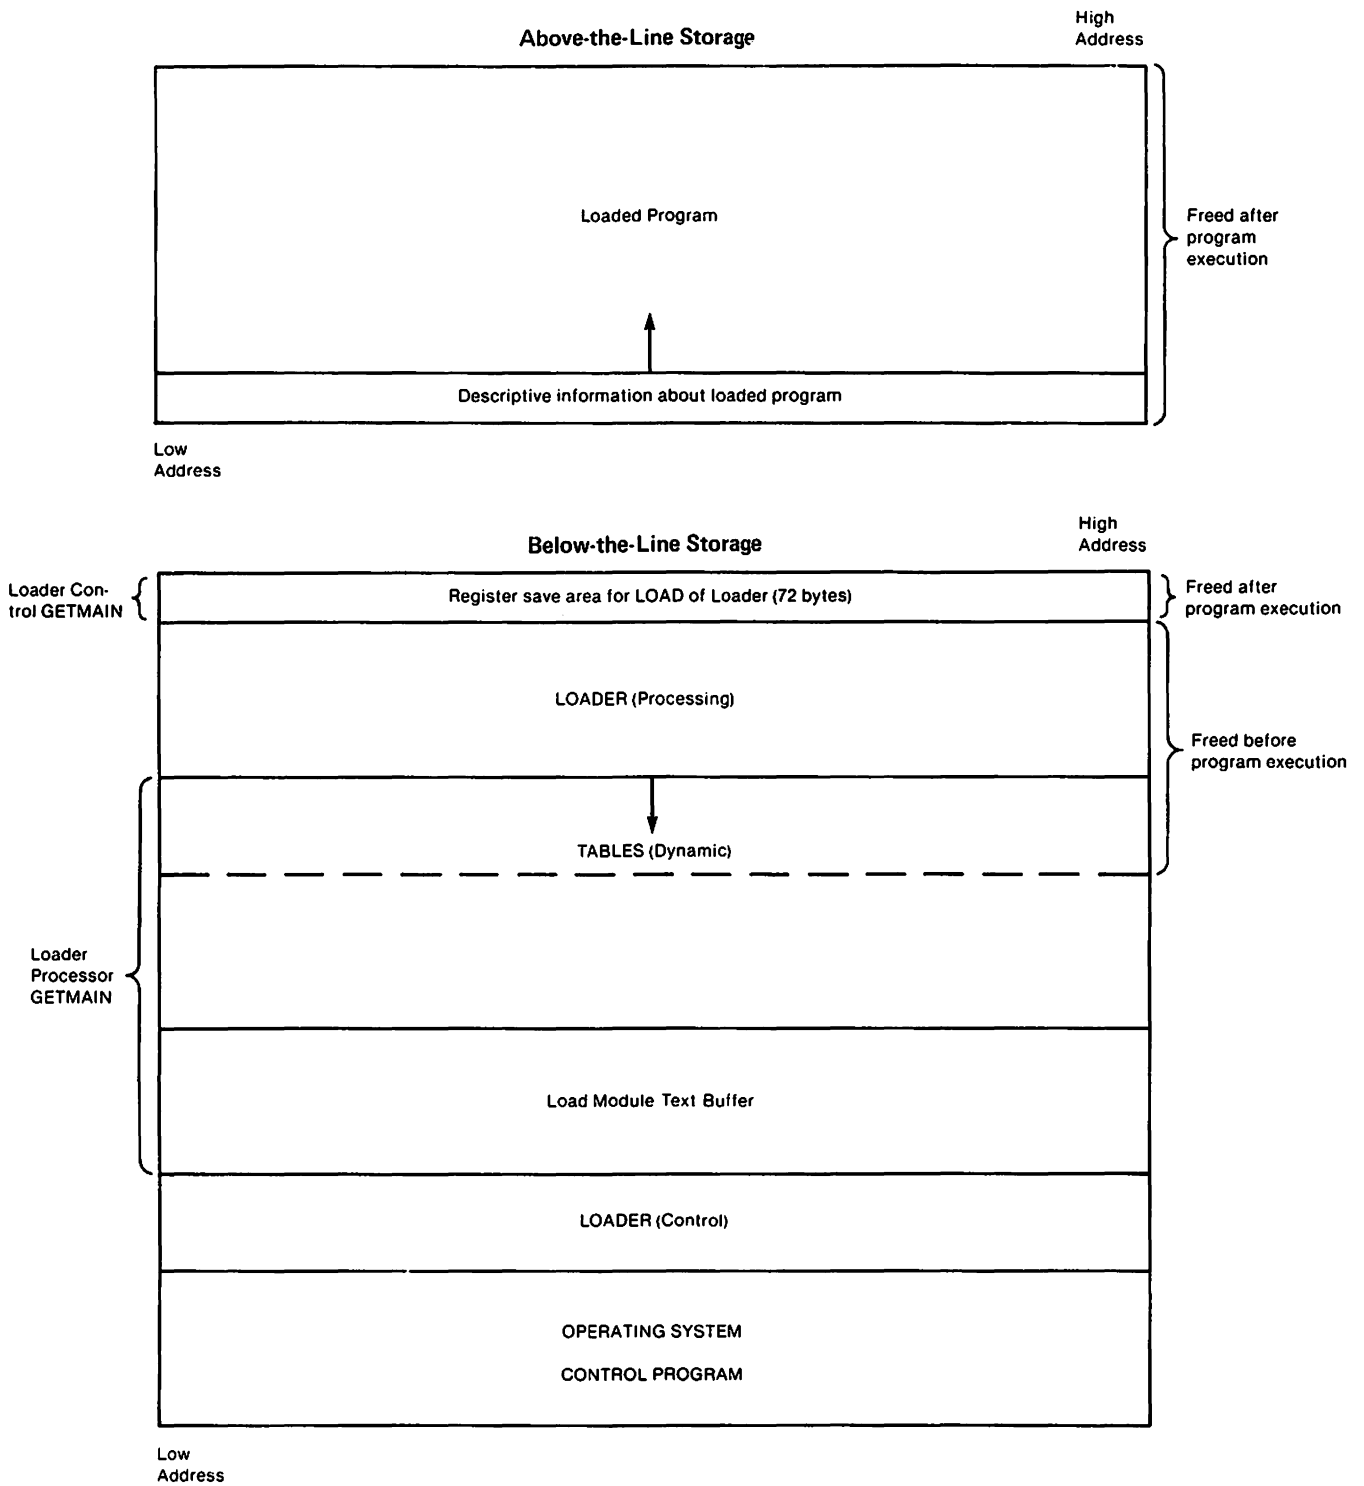 High
Address
Above-the-Line Storage
Loaded Program
Freed after
program
execution
Descriptive information about loaded program
Low
Address
High
Address
Below-the-Line Storage
Loader Con-
trol GETMAIN
Register save area for LOAD of Loader (72 bytes)
Freed after
program execution
LOADER (Processing)
Freed before
program execution
TABLES (Dynamic)
Loader
Processor
GETMAIN
Load Module Text Buffer
LOADER (Control)
OPERATING SYSTEM
CONTROL PROGRAM
Low
Address